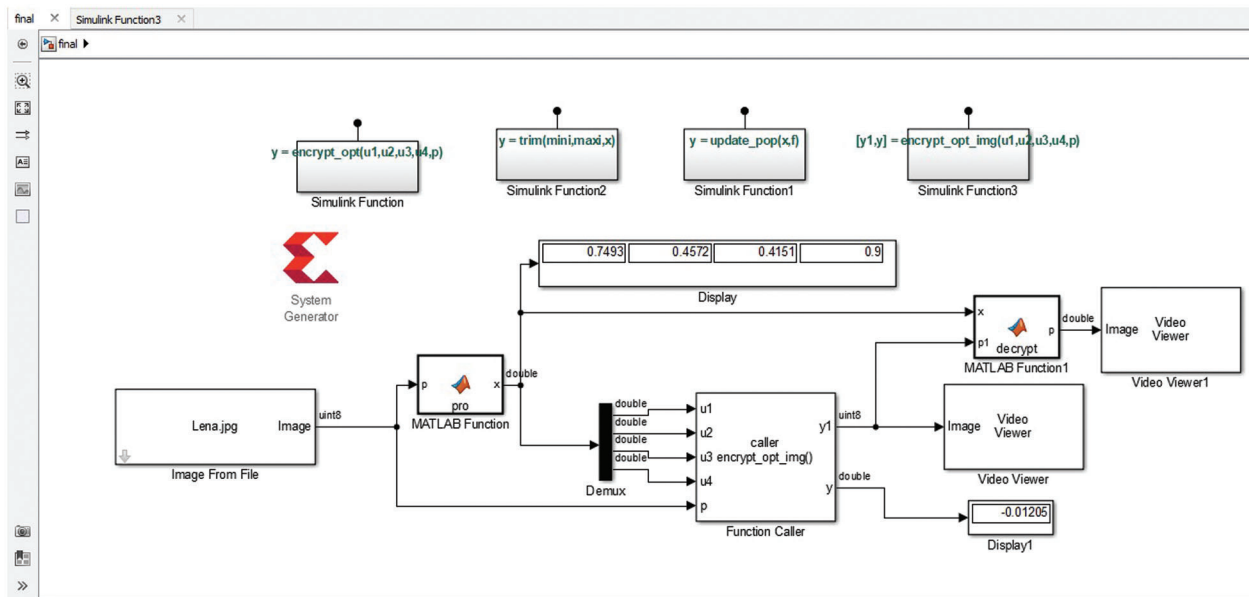 final
Simulink Function3
final
y = encrypt_opt(u1,u2,u3,u4,p)
Simulink Function
y = trim(mini,maxi,x)
Simulink Function2
y = update_pop(x,f)
Simulink Function1
[y1,y] = encrypt_opt_img(u1,u2,u3,u4,p)
Simulink Function3
System
Generator
0.7493 0.4572 0.4151 0.9
Display
Lena.jpg
Image
uint8
Image From File
p
x
pro
double
MATLAB Function
double
double
double
double
Demux
u1
u2
u3
u4
p
caller
encrypt_opt_img()
y1
y
Function Caller
uint8
double
x
p1
p
decrypt
MATLAB Function1
double
Image
Video
Viewer
Video Viewer1
Image
Video
Viewer
Video Viewer
-0.01205
Display1